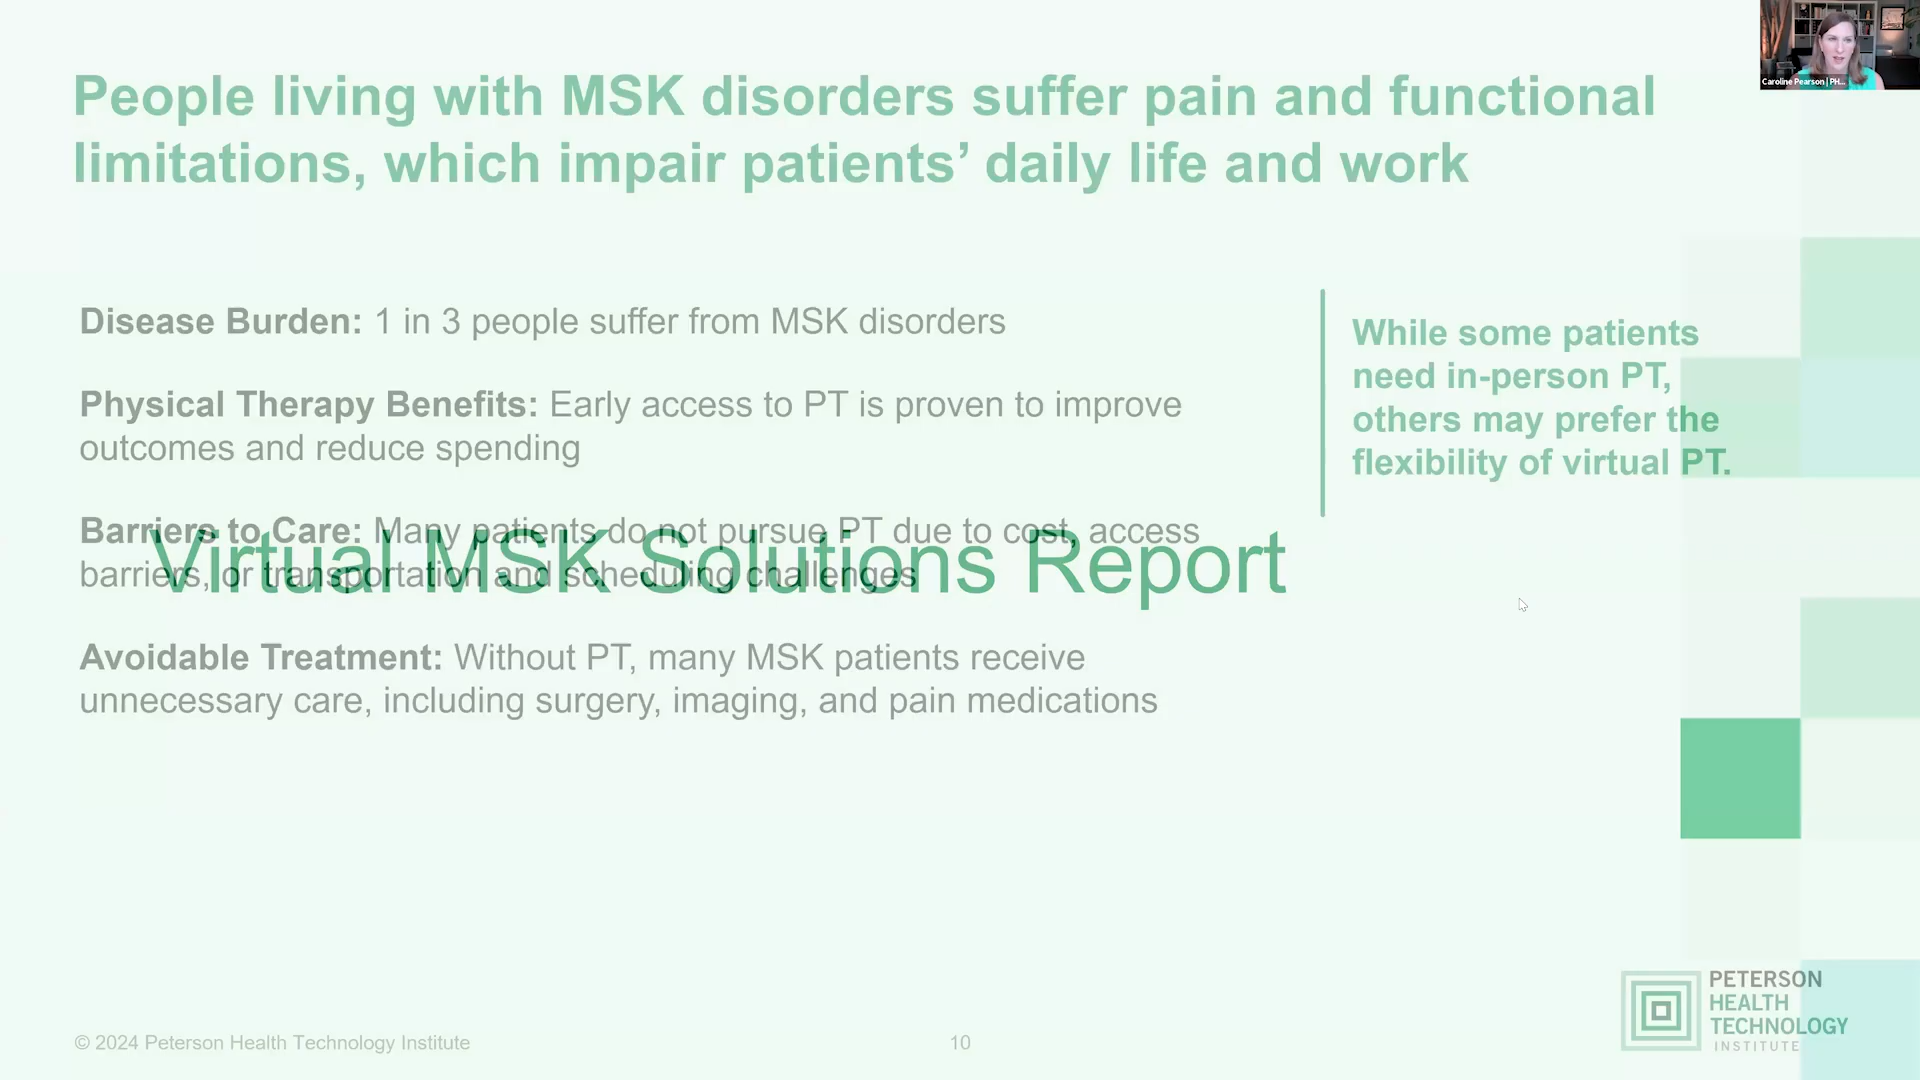 Caroline Pearson | PH...
People living with MSK disorders suffer pain and functional
limitations, which impair patients’ daily life and work
Disease Burden: 1 in 3 people suffer from MSK disorders
Physical Therapy Benefits: Early access to PT is proven to improve
outcomes and reduce spending
Barriers to Care: Many patients do not pursue PT due to cost, access
barriers, or transportation and scheduling challenges
Virtual MSK Solutions Report
Avoidable Treatment: Without PT, many MSK patients receive
unnecessary care, including surgery, imaging, and pain medications
While some patients
need in-person PT,
others may prefer the
flexibility of virtual PT.
© 2024 Peterson Health Technology Institute
10
PETERSON
HEALTH
TECHNOLOGY
INSTITUTE